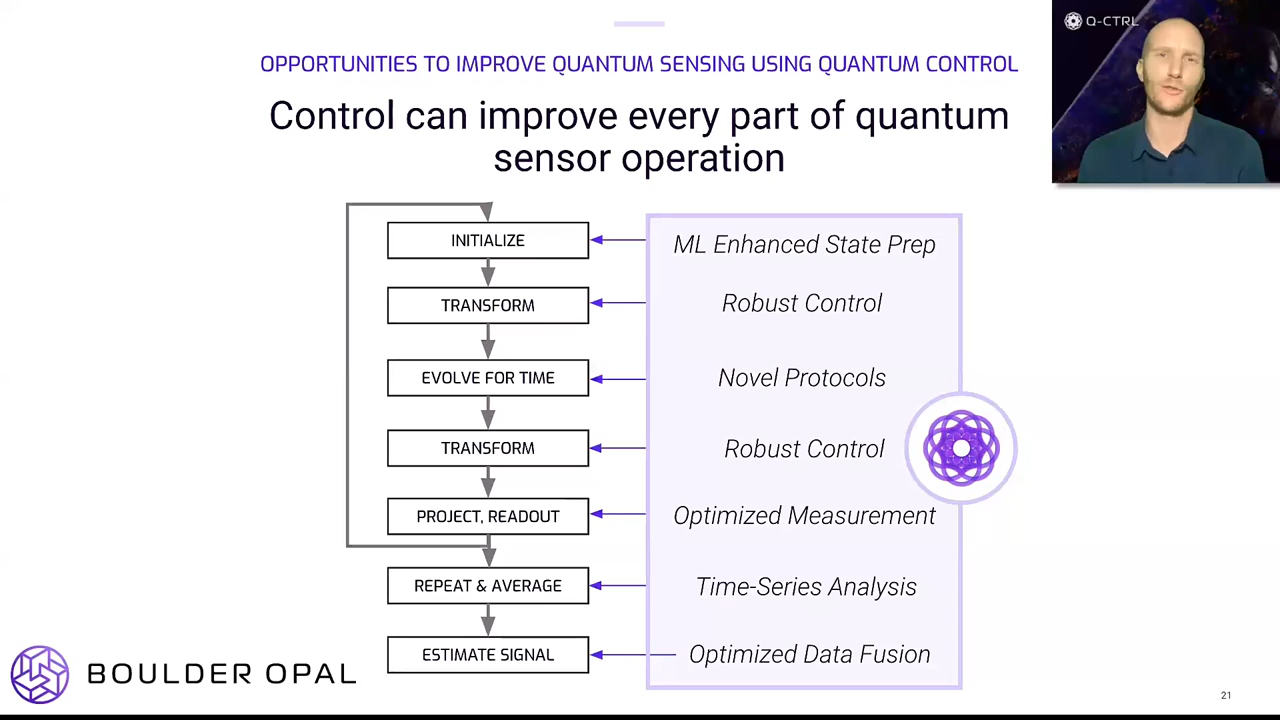 Q-CTRL
OPPORTUNITIES TO IMPROVE QUANTUM SENSING USING QUANTUM CONTROL
Control can improve every part of quantum
sensor operation
INITIALIZE
ML Enhanced State Prep
TRANSFORM
Robust Control
EVOLVE FOR TIME
Novel Protocols
TRANSFORM
Robust Control
PROJECT, READOUT
Optimized Measurement
REPEAT & AVERAGE
Time-Series Analysis
ESTIMATE SIGNAL
Optimized Data Fusion
BOULDER OPAL
21